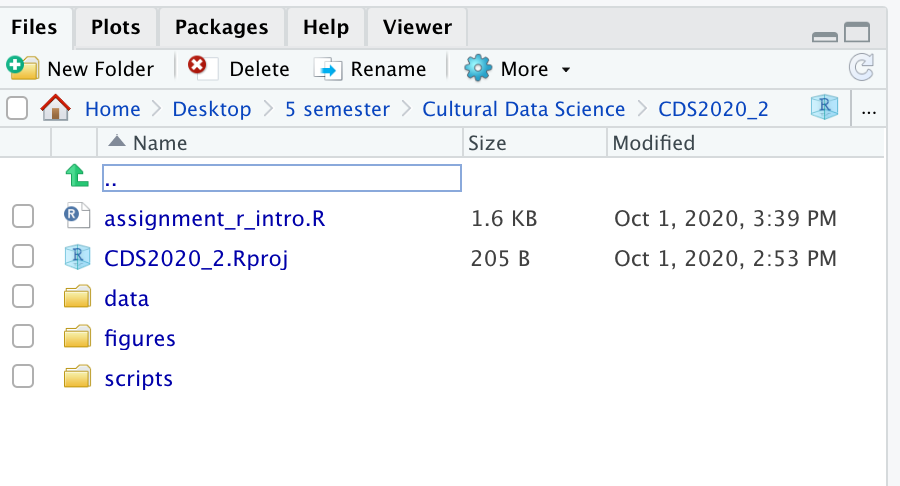 Files Plots Packages Help Viewer
New Folder Delete Rename More
Home Desktop 5 semester Cultural Data Science CDS2020_2 R ...
Name Size Modified
..
R assignment_r_intro.R 1.6 KB Oct 1, 2020, 3:39 PM
R CDS2020_2.Rproj 205 B Oct 1, 2020, 2:53 PM
data
figures
scripts